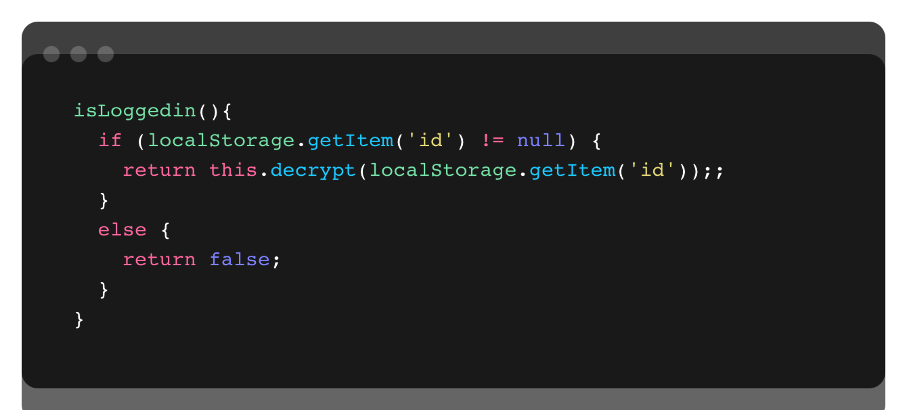 isLoggedin(){
  if (localStorage.getItem('id') != null) {
    return this.decrypt(localStorage.getItem('id'));;
  }
  else {
    return false;
  }
}